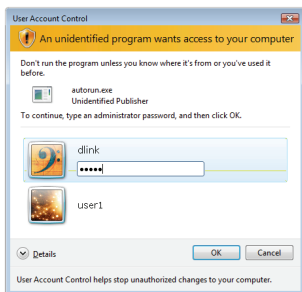 User Account Control
An unidentified program wants access to your computer
Don't run the program unless you know where it's from or you've used it
before.
autorun.exe
Unidentified Publisher
To continue, type an administrator password, and then click OK.
dlink
•••••
user1
Details
OK Cancel
User Account Control helps stop unauthorized changes to your computer.